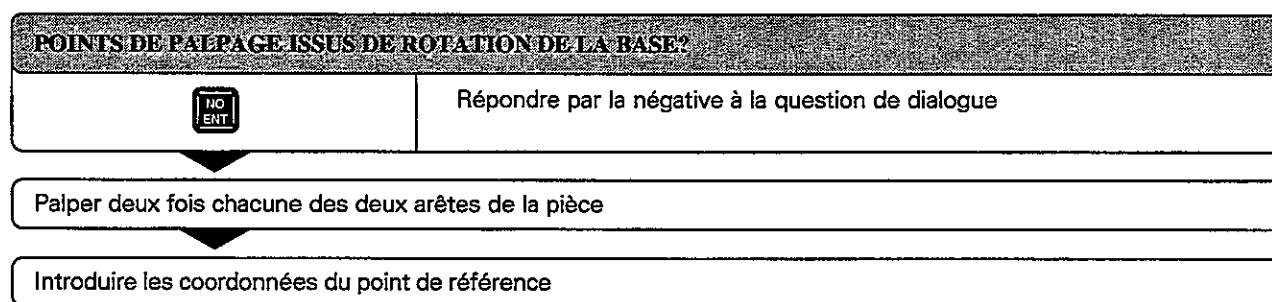 POINTS DE PALPAGE ISSUS DE ROTATION DE LA BASE?
NO
ENT
Répondre par la négative à la question de dialogue
Palper deux fois chacune des deux arêtes de la pièce
Introduire les coordonnées du point de référence